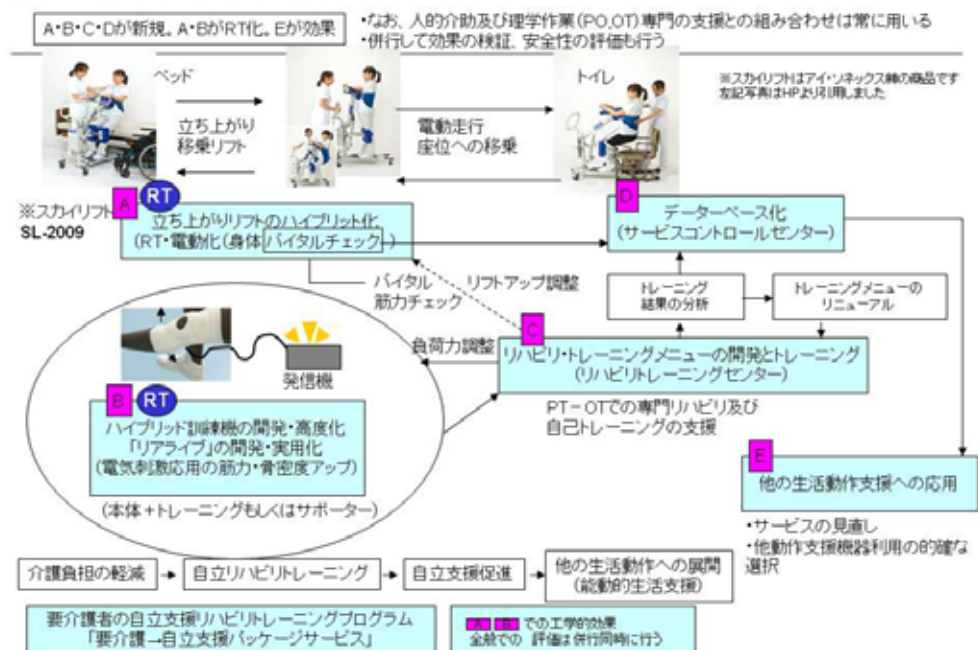 A・B・C・Dが新規。A・BがRT化。Eが効果
・なお、人的介助及び理学作業(PO,OT)専門の支援との組み合わせは常に用いる
・併行して効果の検証、安全性の評価も行う
ベッド
トイレ
※スカイリフトはアイ・ソネックス㈱の商品です
左記写真はHPより引用しました
立ち上がり
移乗リフト
電動走行
座位への移乗
A
RT
※スカイリフト
SL-2009
立ち上がりリフトのハイブリット化、
(RT・電動化(身体バイタルチェック))
D
データーベース化
(サービスコントロールセンター)
バイタル
筋力チェック
リフトアップ調整
トレーニング
結果の分析
トレーニングメニューの
リニューアル
C
負荷力調整
リハビリ・トレーニングメニューの開発とトレーニング
(リハビリトレーニングセンター)
発信機
PT-OTでの専門リハビリ及び
自己トレーニングの支援
B
RT
ハイブリッド訓練機の開発・高度化
「リアライブ」の開発・実用化
(電気刺激応用の筋力・骨密度アップ)
(本体+トレーニングもしくはサポーター)
E
他の生活動作支援への応用
・サービスの見直し
・他動作支援機器利用の的確な
選択
介護負担の軽減
自立リハビリトレーニング
自立支援促進
他の生活動作への展開
(能動的生活支援)
要介護者の自立支援リハビリトレーニングプログラム
「要介護→自立支援パッケージサービス」
A B での工学的効果
全般での 評価は併行同時に行う